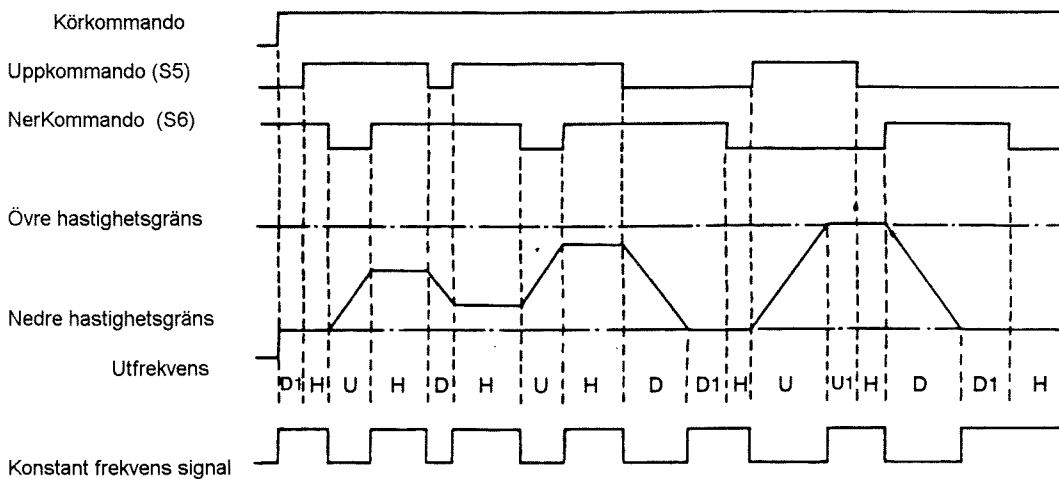 Körkommando
Uppkommando (S5)
NerKommando (S6)
Övre hastighetsgräns
Nedre hastighetsgräns
Utfrekvens
D1 H U H D H U H D D1 H U U1 H D D1 H
Konstant frekvens signal